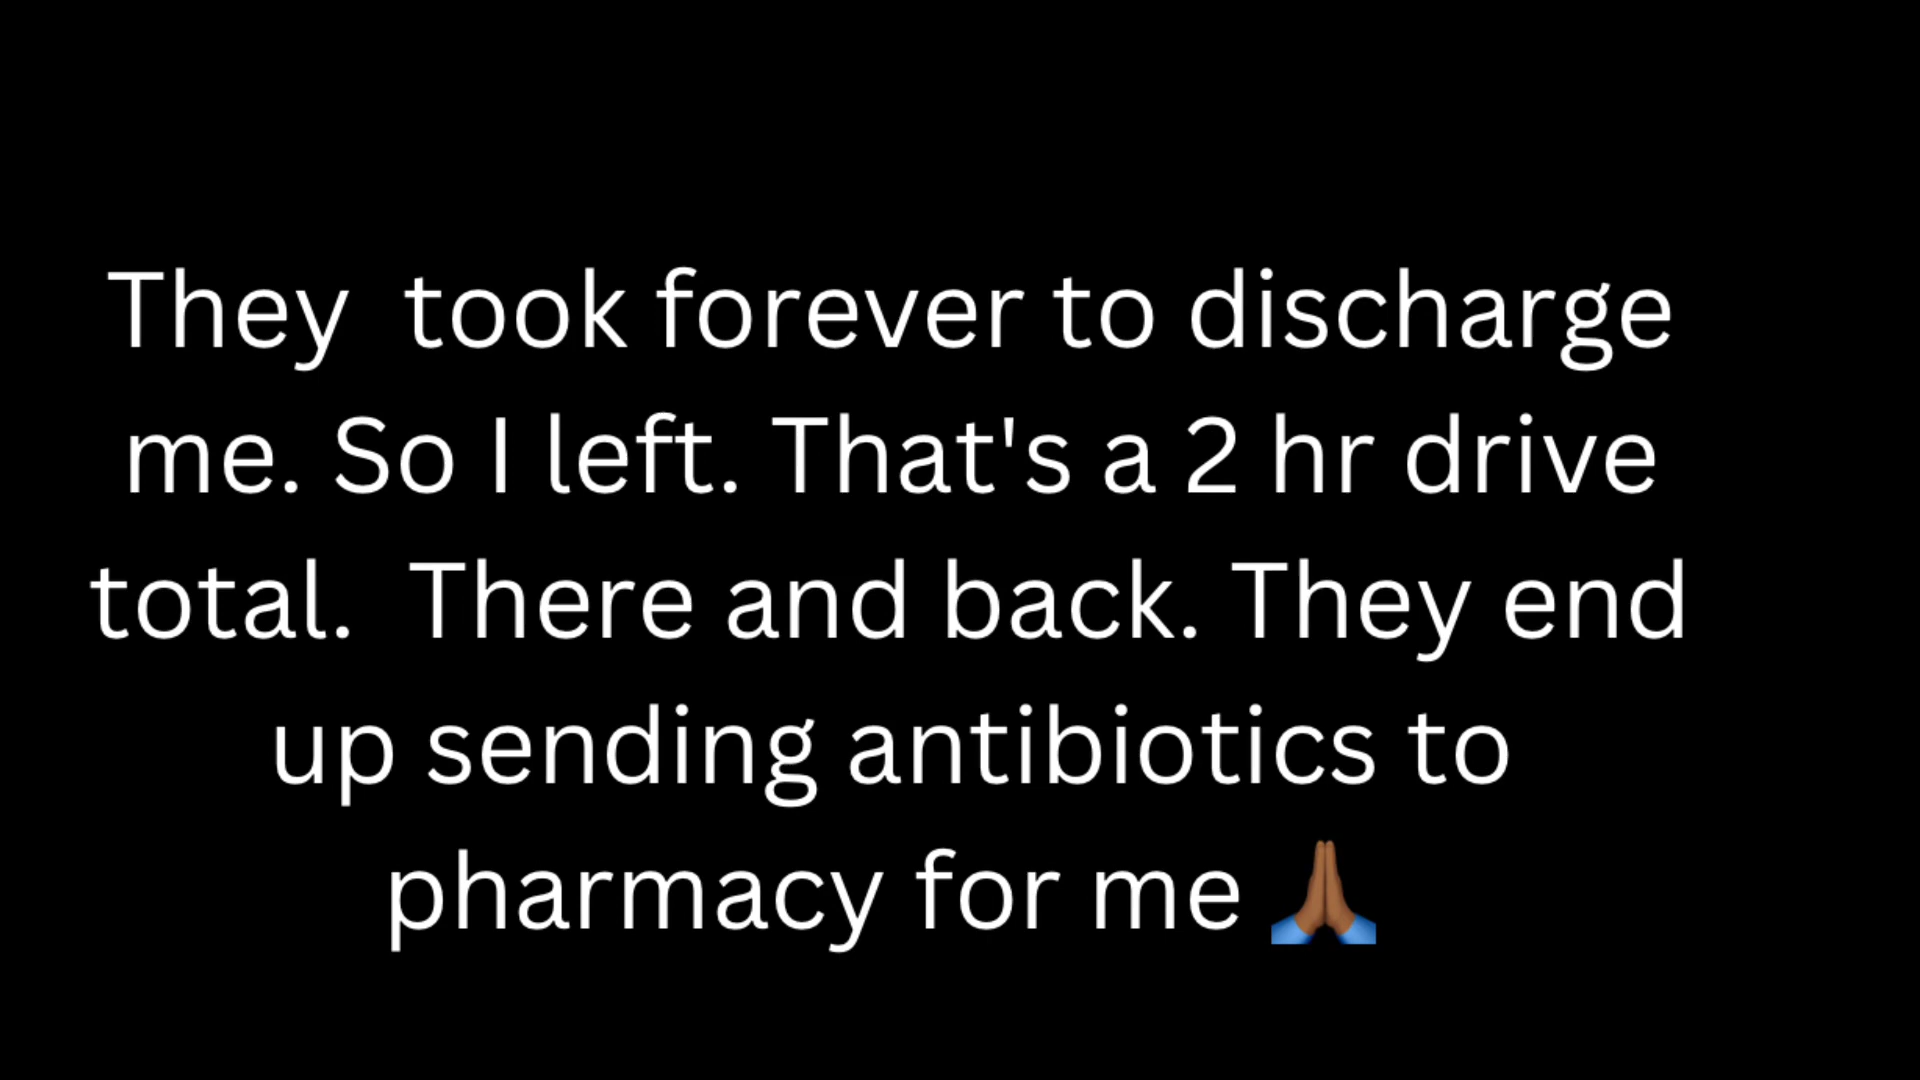 They  took forever to discharge
me. So I left. That's a 2 hr drive
total.  There and back. They end
up sending antibiotics to
pharmacy for me 🙏🏾